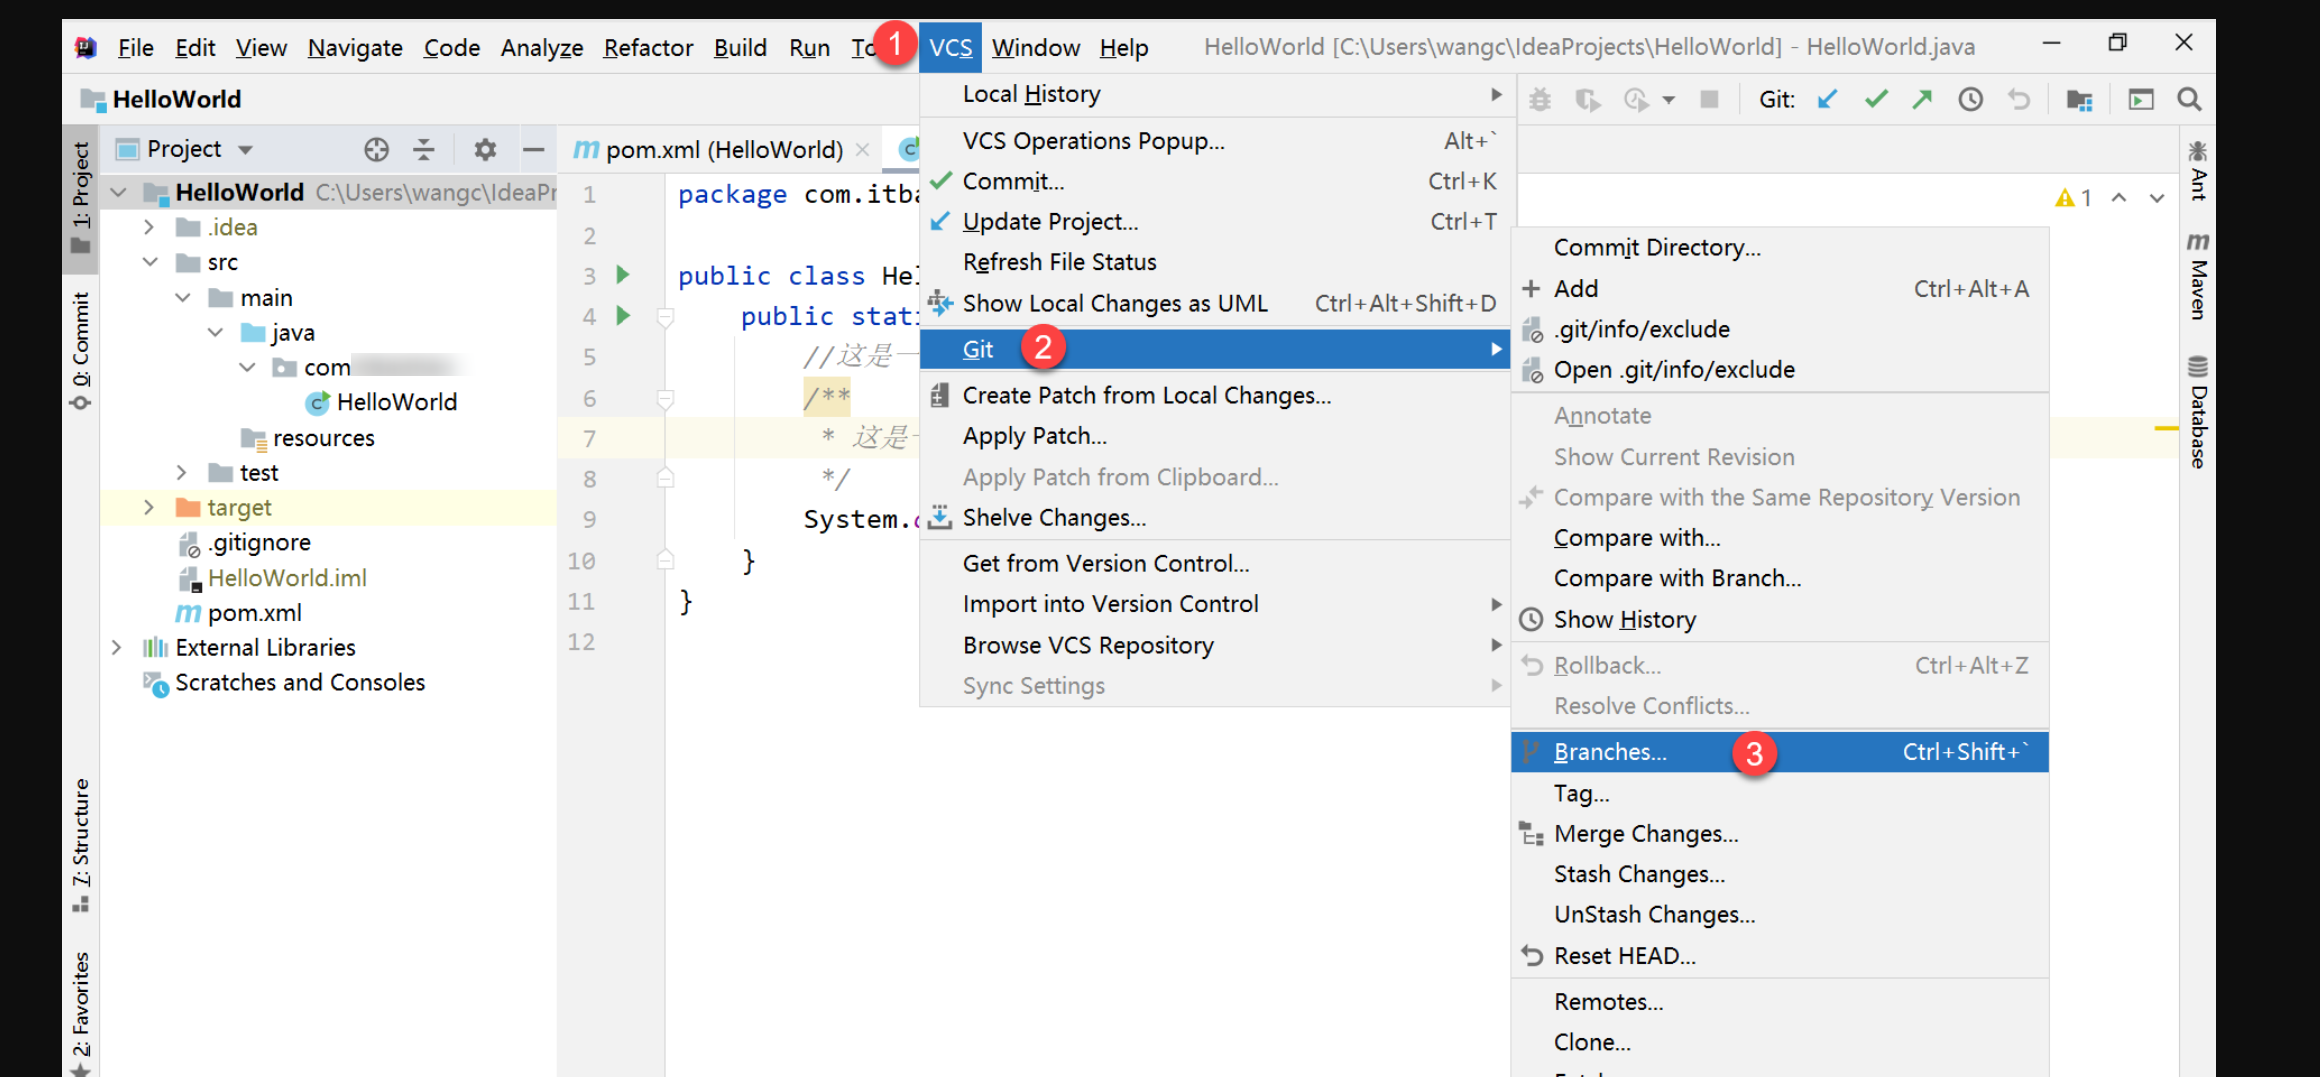 File Edit View Navigate Code Analyze Refactor Build Run 1 VCS Window Help HelloWorld [C:\Users\wangc\IdeaProjects\HelloWorld] - HelloWorld.java
HelloWorld
Git:
1: Project
0: Commit
7: Structure
2: Favorites
Project
HelloWorld C:\Users\wangc\IdeaPr
.idea
src
main
java
com
HelloWorld
resources
test
target
.gitignore
HelloWorld.iml
pom.xml
External Libraries
Scratches and Consoles
pom.xml (HelloWorld)
1 package com.itba
2
3 public class Hel
4 public stati
5 //这是一
6 /**
7 * 这是一
8 */
9 System.
10 }
11 }
12
Local History
VCS Operations Popup... Alt+`
Commit... Ctrl+K
Update Project... Ctrl+T
Refresh File Status
Show Local Changes as UML Ctrl+Alt+Shift+D
Git 2
Create Patch from Local Changes...
Apply Patch...
Apply Patch from Clipboard...
Shelve Changes...
Get from Version Control...
Import into Version Control
Browse VCS Repository
Sync Settings
Commit Directory...
Add Ctrl+Alt+A
.git/info/exclude
Open .git/info/exclude
Annotate
Show Current Revision
Compare with the Same Repository Version
Compare with...
Compare with Branch...
Show History
Rollback... Ctrl+Alt+Z
Resolve Conflicts...
Branches... 3 Ctrl+Shift+`
Tag...
Merge Changes...
Stash Changes...
UnStash Changes...
Reset HEAD...
Remotes...
Clone...
1
Ant
Maven
Database